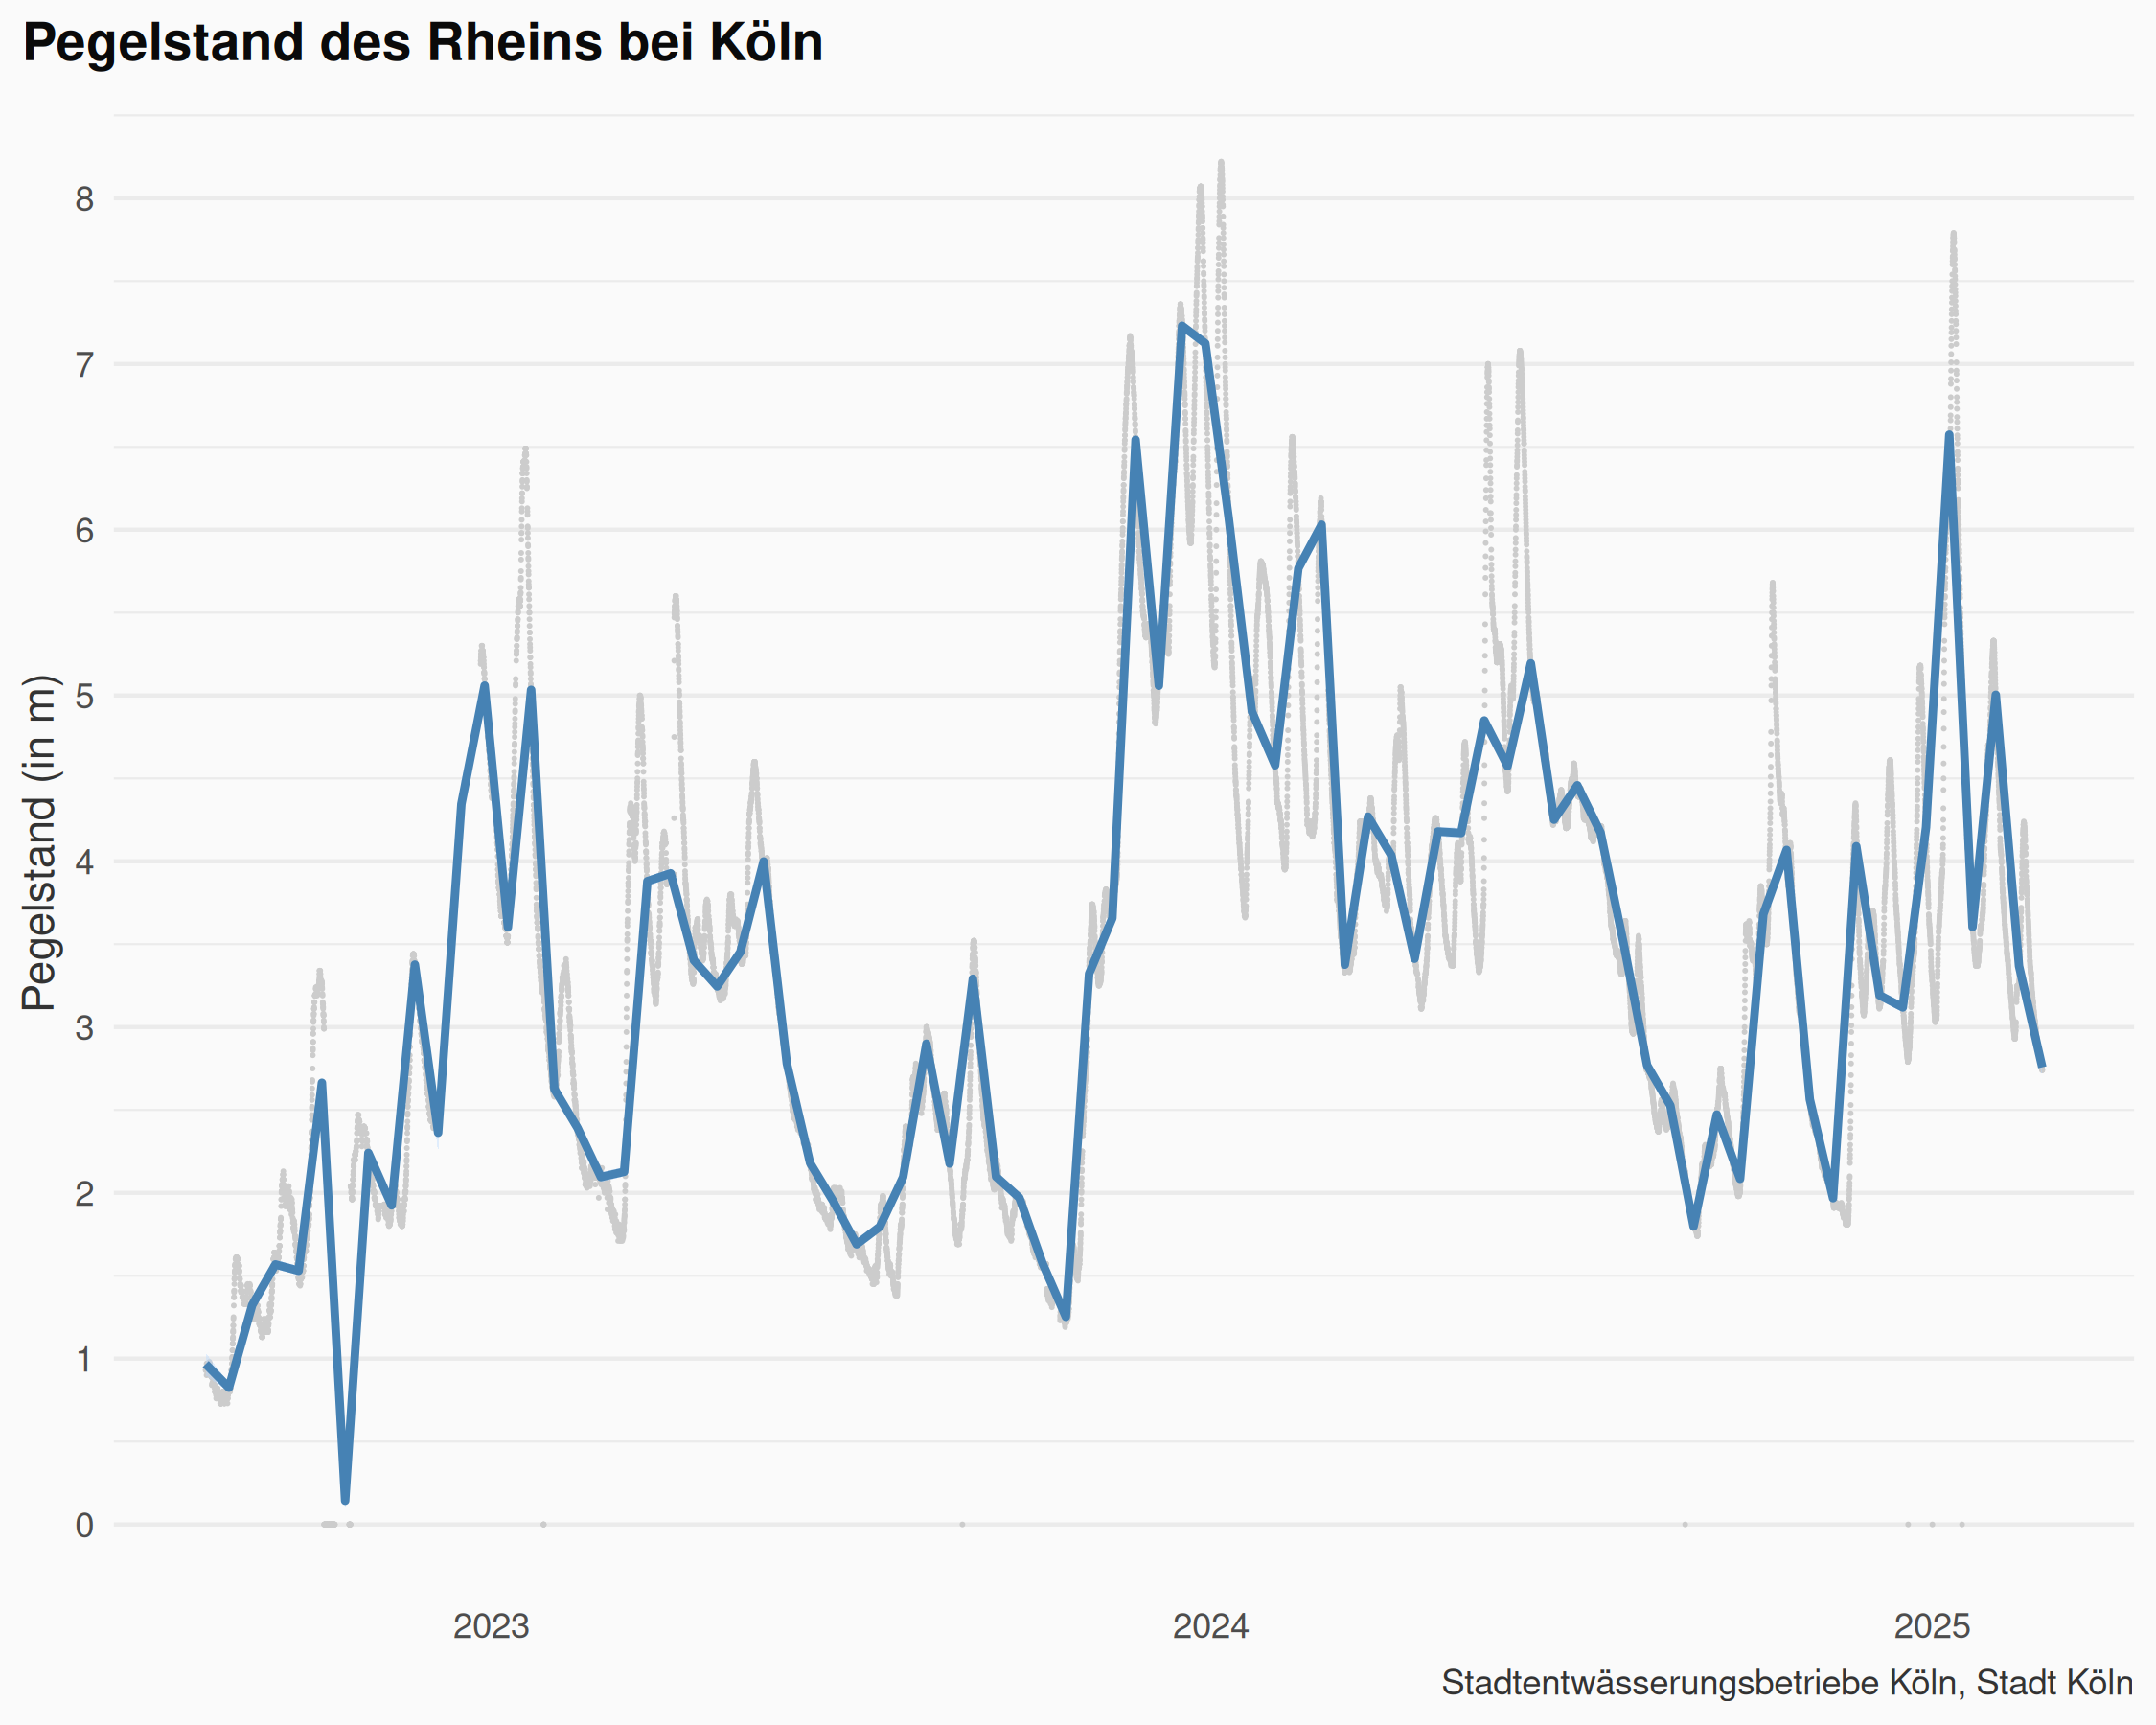 Pegelstand des Rheins bei Köln
Pegelstand (in m)
8
7
6
5
4
3
2
1
0
2023 2024 2025
Stadtentwässerungsbetriebe Köln, Stadt Köln